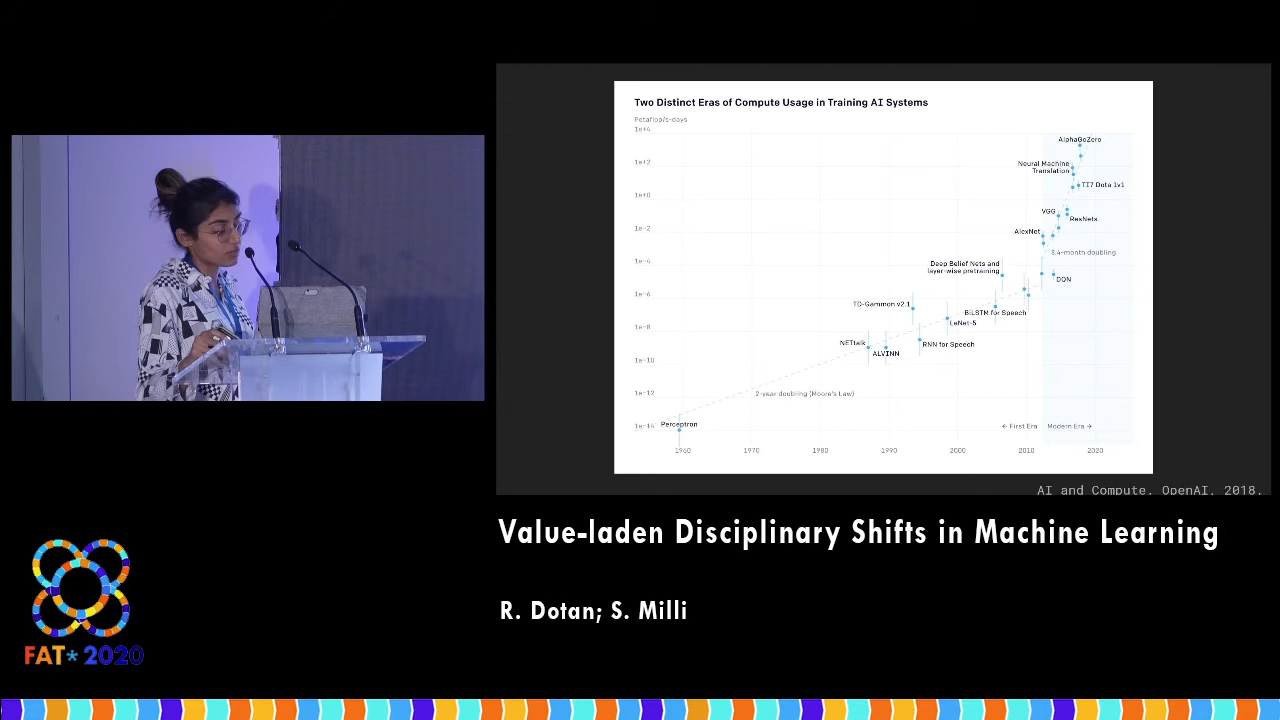 Two Distinct Eras of Compute Usage in Training AI Systems
Petaflop/s-days
1e+4
AlphaGoZero
1e+2
Neural Machine
Translation
TI7 Dota 1v1
1e+0
VGG
ResNets
1e-2
AlexNet
3.4-month doubling
1e-4
Deep Belief Nets and
layer-wise pretraining
DQN
1e-6
TD-Gammon v2.1
BiLSTM for Speech
LeNet-5
1e-8
NETtalk
RNN for Speech
ALVINN
1e-10
1e-12
2-year doubling (Moore's Law)
1e-14
Perceptron
← First Era
Modern Era →
1960 1970 1980 1990 2000 2010 2020
AI and Compute. OpenAI. 2018.
Value-laden Disciplinary Shifts in Machine Learning
R. Dotan; S. Milli
FAT* 2020